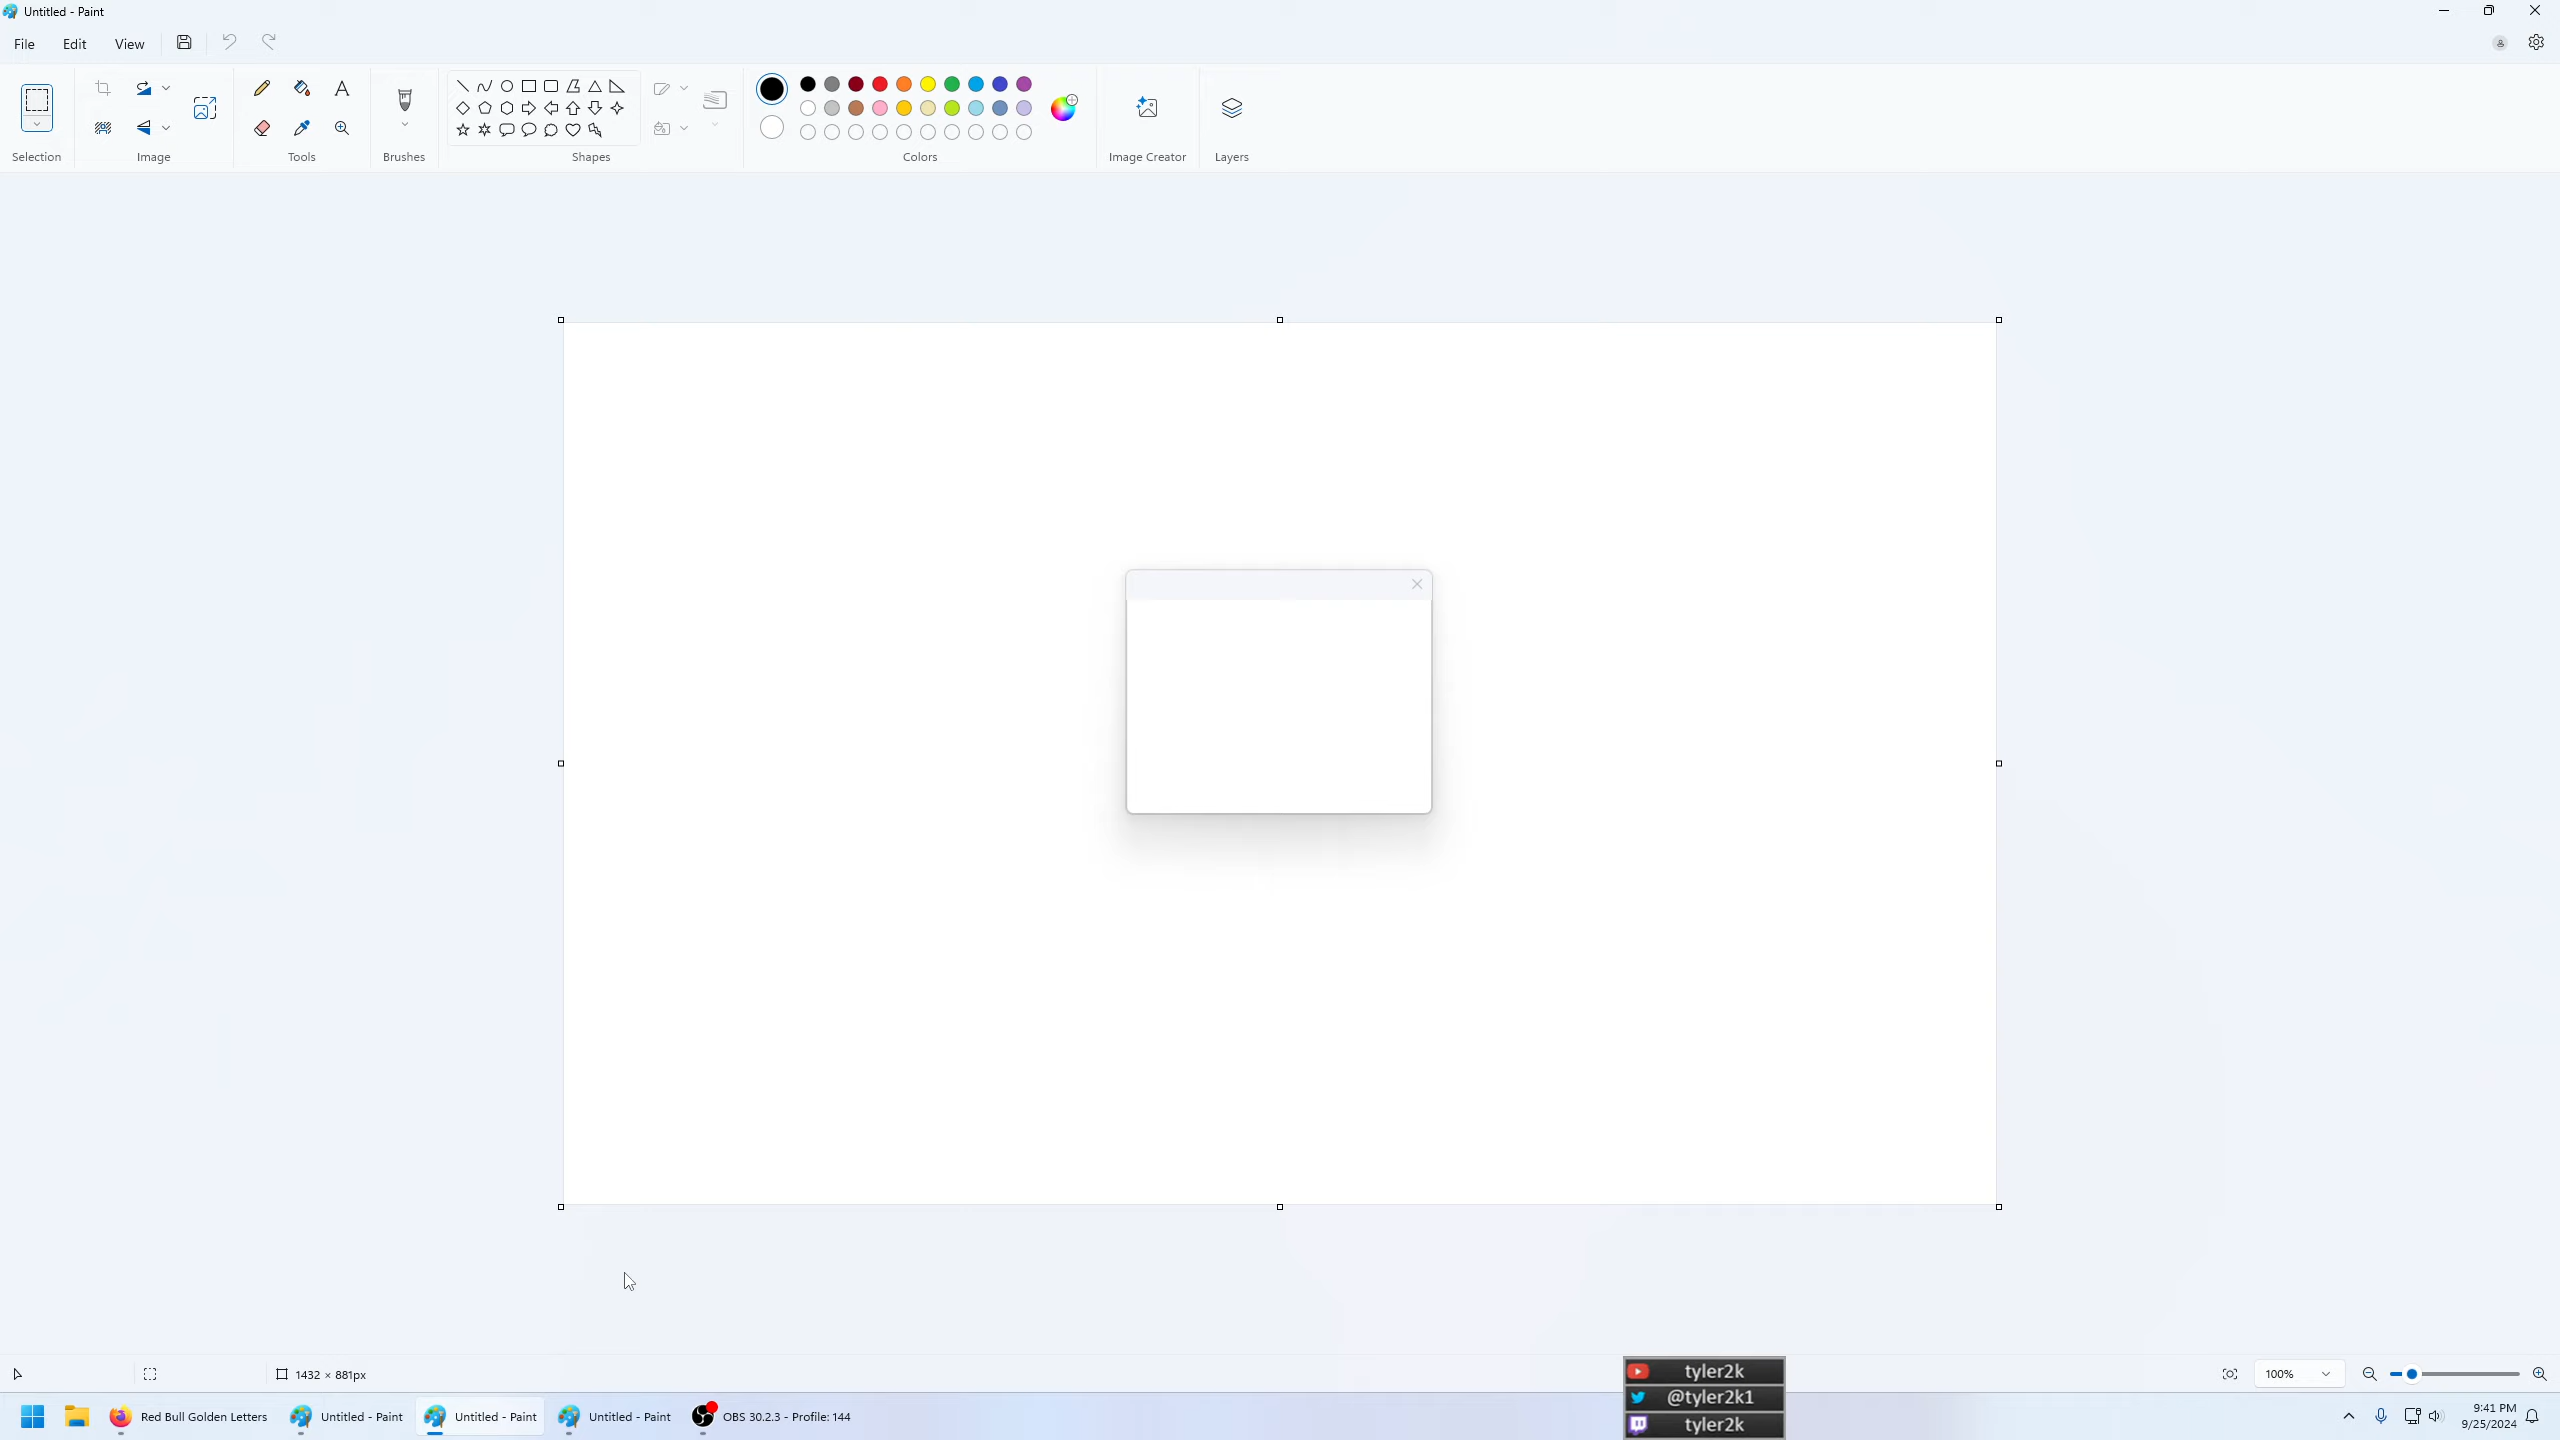 Untitled - Paint
File Edit View
Selection Image Tools Brushes Shapes Colors Image Creator Layers
1432 × 881px
100%
tyler2k
@tyler2k1
tyler2k
Red Bull Golden Letters Untitled - Paint Untitled - Paint Untitled - Paint OBS 30.2.3 - Profile: 144
9:41 PM
9/25/2024